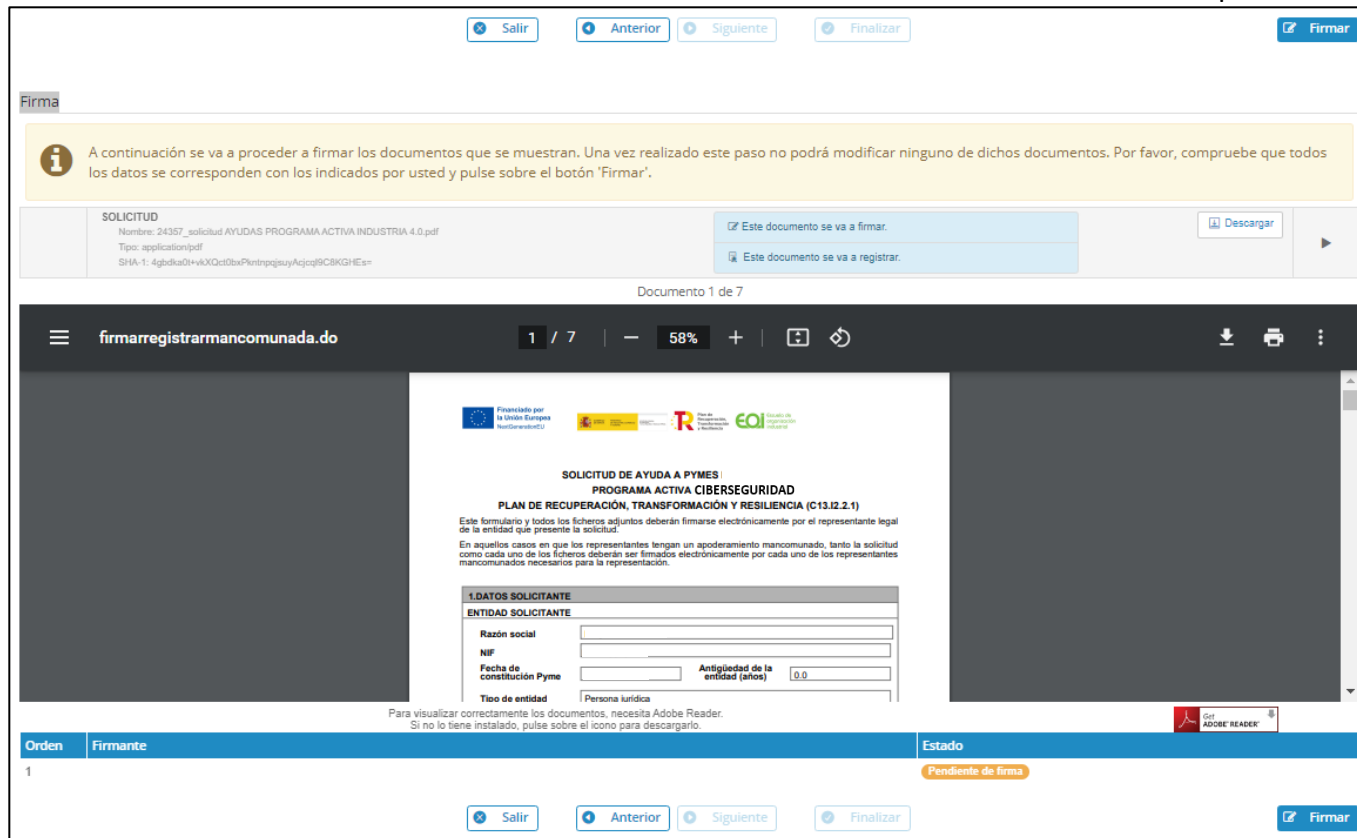 Salir Anterior Siguiente Finalizar Firmar
Firma
A continuación se va a proceder a firmar los documentos que se muestran. Una vez realizado este paso no podrá modificar ninguno de dichos documentos. Por favor, compruebe que todos
los datos se corresponden con los indicados por usted y pulse sobre el botón 'Firmar'.
SOLICITUD
Nombre: 24357_solicitud AYUDAS PROGRAMA ACTIVA INDUSTRIA 4.0.pdf
Tipo: application/pdf
SHA-1:
Este documento se va a firmar.
Este documento se va a registrar.
Descargar
Documento 1 de 7
firmarregistrarmancomunada.do 1 / 7 58%
Financiado por
la Unión Europea
NextGenerationEU
Plan de
Recuperación,
Transformación
y Resiliencia
EOI
Escuela de
organización
industrial
SOLICITUD DE AYUDA A PYMES
PROGRAMA ACTIVA CIBERSEGURIDAD
PLAN DE RECUPERACIÓN, TRANSFORMACIÓN Y RESILIENCIA (C13.I2.2.1)
Este formulario y todos los ficheros adjuntos deberán firmarse electrónicamente por el representante legal
de la entidad que presente la solicitud.
En aquellos casos en que los representantes tengan un apoderamiento mancomunado, tanto la solicitud
como cada uno de los ficheros deberán ser firmados electrónicamente por cada uno de los representantes
mancomunados necesarios para la representación.
1.DATOS SOLICITANTE
ENTIDAD SOLICITANTE
Razón social
NIF
Fecha de
constitución Pyme
Antigüedad de la
entidad (años) 0.0
Tipo de entidad Persona jurídica
Para visualizar correctamente los documentos, necesita Adobe Reader.
Si no lo tiene instalado, pulse sobre el icono para descargarlo.
Get
ADOBE® READER®
Orden Firmante Estado
1 Pendiente de firma
Salir Anterior Siguiente Finalizar Firmar